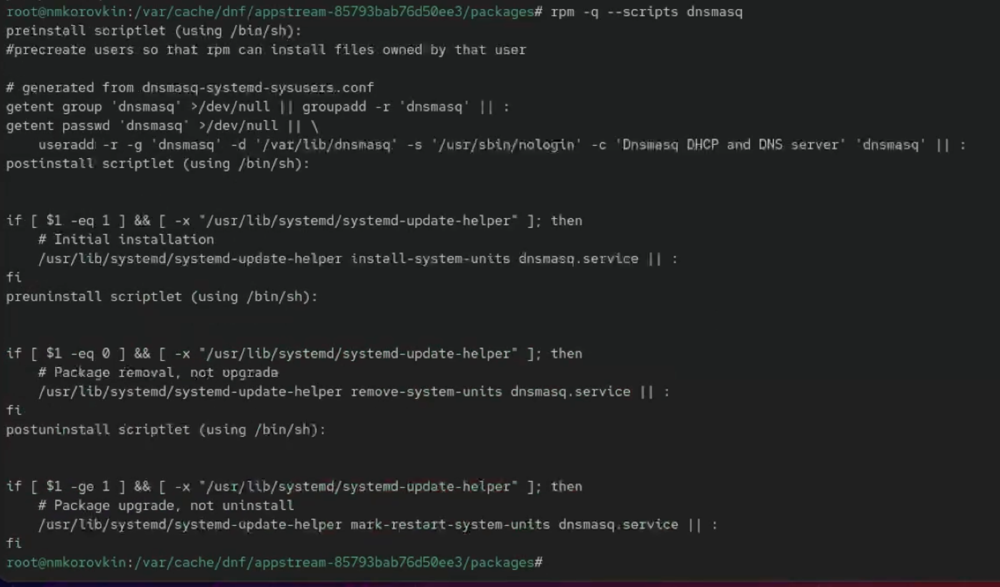 root@nmkorovkin:/var/cache/dnf/appstream-85793bab76d50ee3/packages# rpm -q --scripts dnsmasq
preinstall scriptlet (using /bin/sh):
#precreate users so that rpm can install files owned by that user
# generated from dnsmasq-systemd-sysusers.conf
getent group 'dnsmasq' >/dev/null || groupadd -r 'dnsmasq' || :
getent passwd 'dnsmasq' >/dev/null || \
    useradd -r -g 'dnsmasq' -d '/var/lib/dnsmasq' -s '/usr/sbin/nologin' -c 'Dnsmasq DHCP and DNS server' 'dnsmasq' || :
postinstall scriptlet (using /bin/sh):
if [ $1 -eq 1 ] && [ -x "/usr/lib/systemd/systemd-update-helper" ]; then
    # Initial installation
    /usr/lib/systemd/systemd-update-helper install-system-units dnsmasq.service || :
fi
preuninstall scriptlet (using /bin/sh):
if [ $1 -eq 0 ] && [ -x "/usr/lib/systemd/systemd-update-helper" ]; then
    # Package removal, not upgrade
    /usr/lib/systemd/systemd-update-helper remove-system-units dnsmasq.service || :
fi
postuninstall scriptlet (using /bin/sh):
if [ $1 -ge 1 ] && [ -x "/usr/lib/systemd/systemd-update-helper" ]; then
    # Package upgrade, not uninstall
    /usr/lib/systemd/systemd-update-helper mark-restart-system-units dnsmasq.service || :
fi
root@nmkorovkin:/var/cache/dnf/appstream-85793bab76d50ee3/packages#